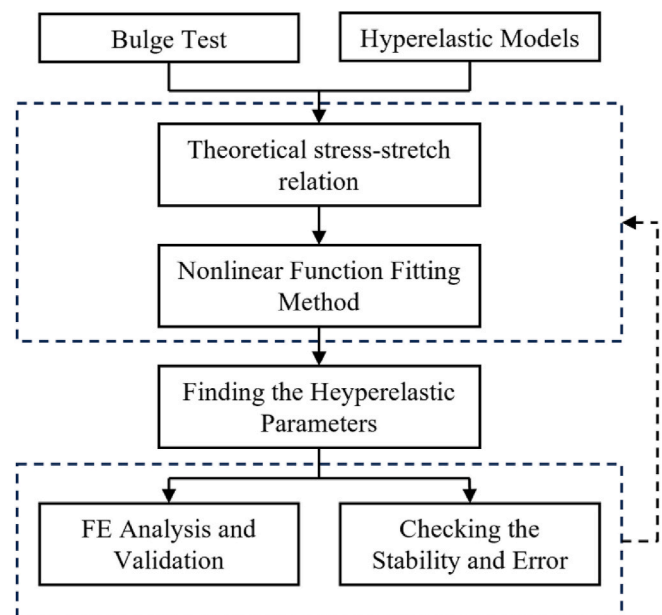 Bulge Test
Hyperelastic Models
Theoretical stress-stretch
relation
Nonlinear Function Fitting
Method
Finding the Heyperelastic
Parameters
FE Analysis and
Validation
Checking the
Stability and Error